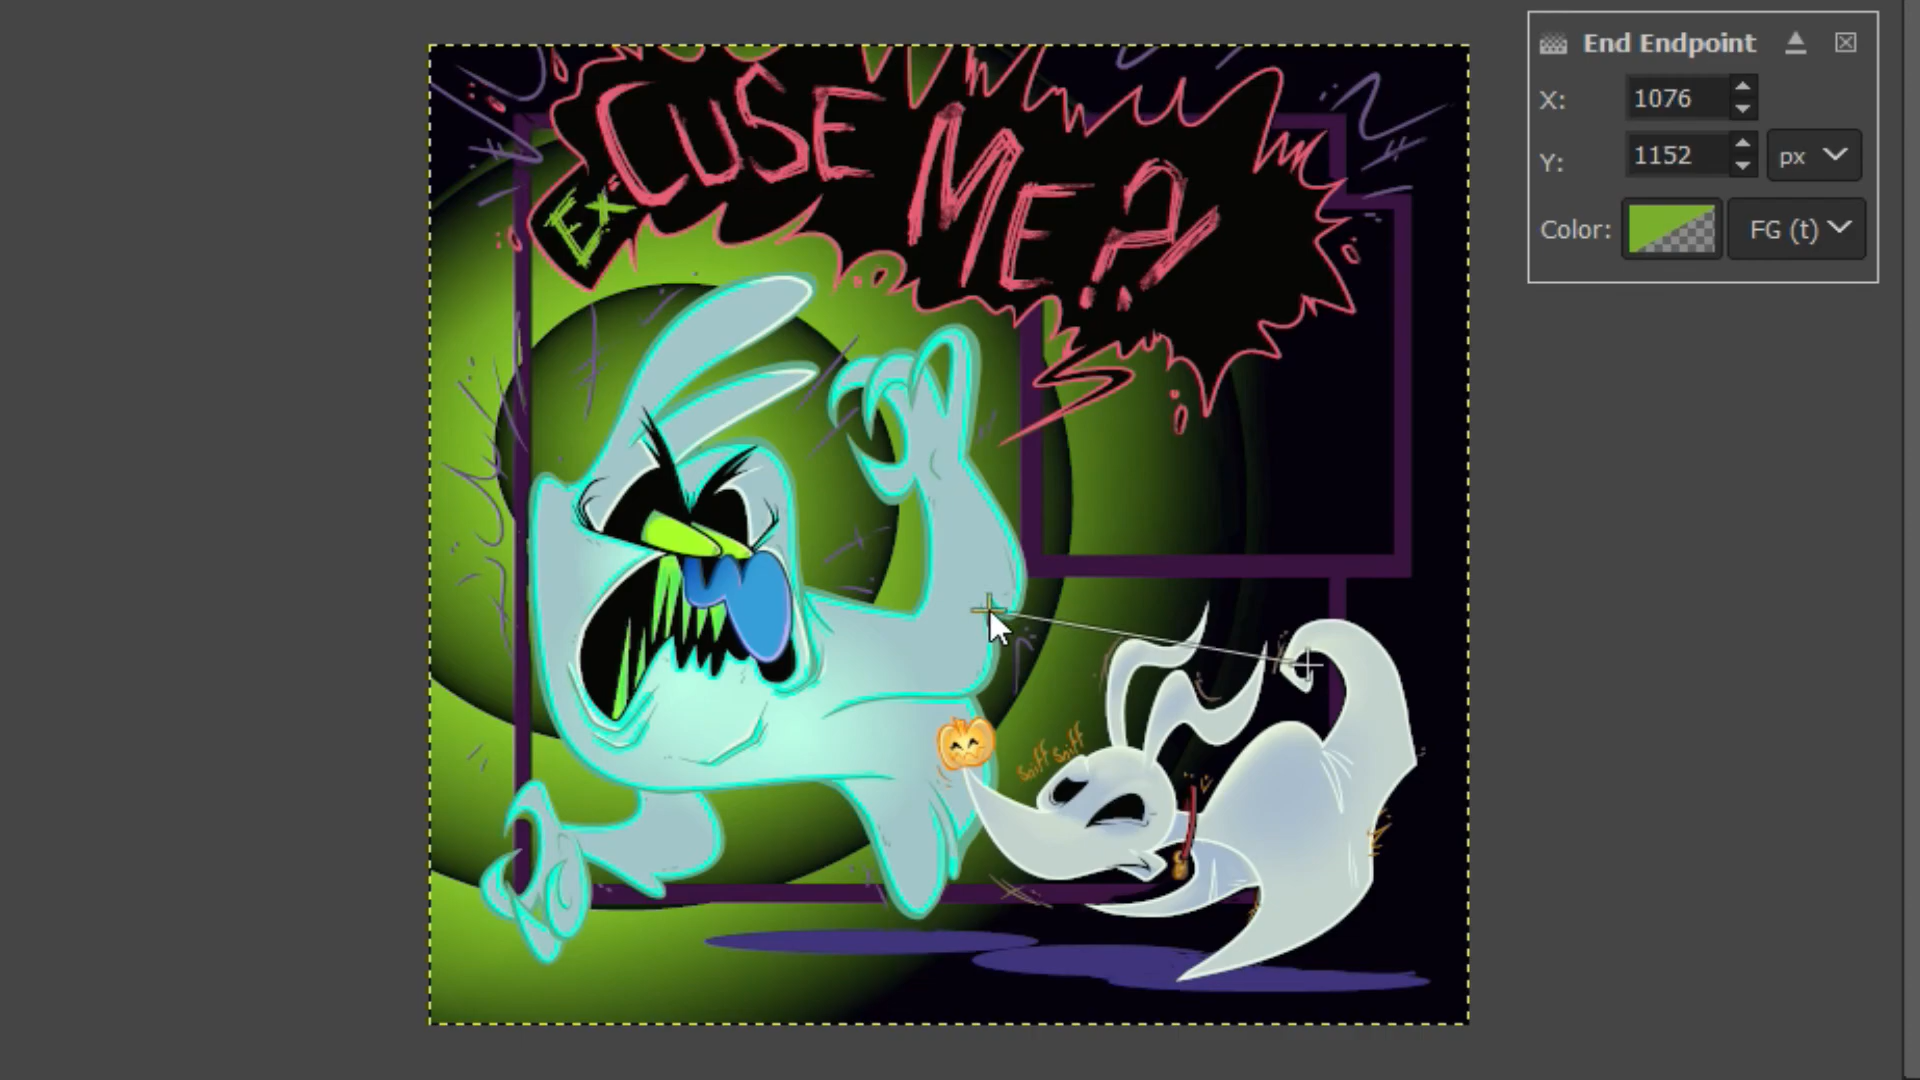 End Endpoint
X: 1076
Y: 1152 px
Color: FG (t)
Ex
CUSE ME?!
Sniff Sniff